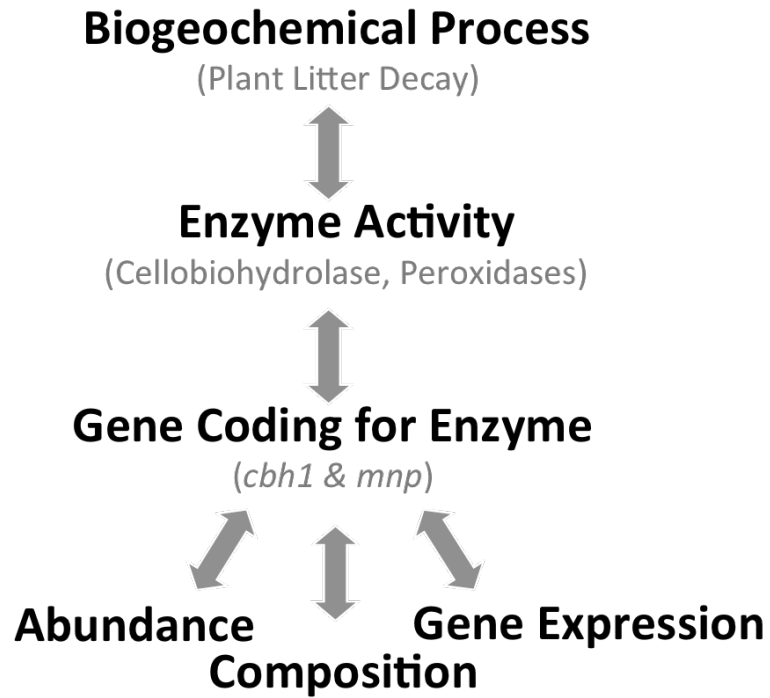 Biogeochemical Process
(Plant Litter Decay)
Enzyme Activity
(Cellobiohydrolase, Peroxidases)
Gene Coding for Enzyme
(cbh1 & mnp)
Abundance
Gene Expression
Composition